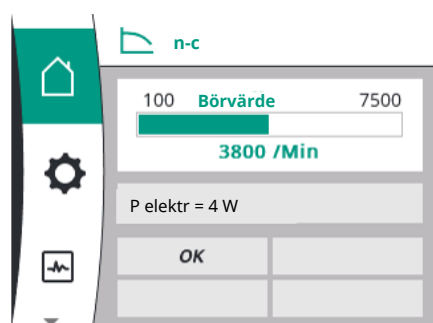 n-c
100 Börvärde 7500
3800 /Min
P elektr = 4 W
OK